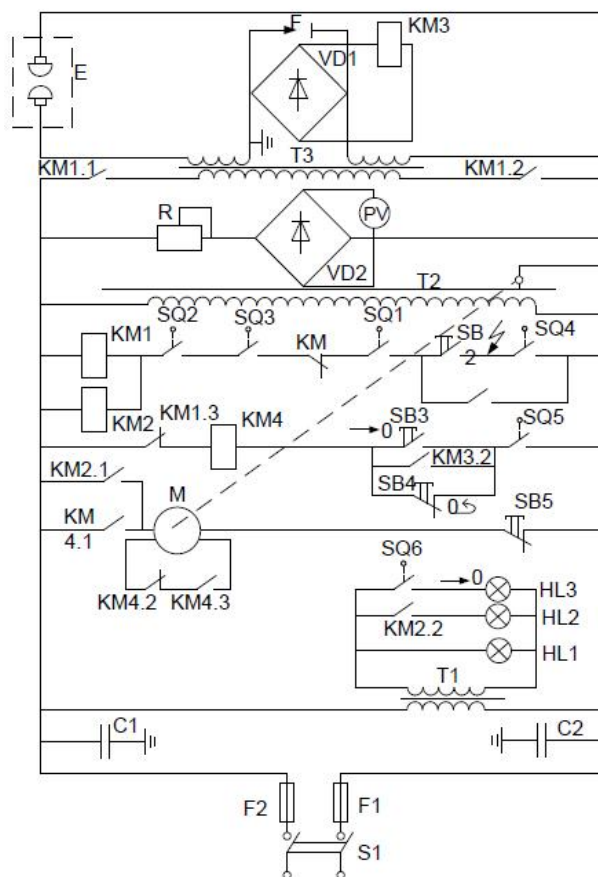 F
KM3
E
VD1
KM1.1
T3
KM1.2
R
PV
VD2
T2
SQ2
SQ3
SQ1
SQ4
KM1
KM
SB
2
KM2
KM1.3
KM4
0
SB3
SQ5
KM3.2
KM2.1
M
SB4
0
SB5
KM
4.1
SQ6
0
KM4.2
KM4.3
HL3
KM2.2
HL2
HL1
T1
C1
C2
F2
F1
S1